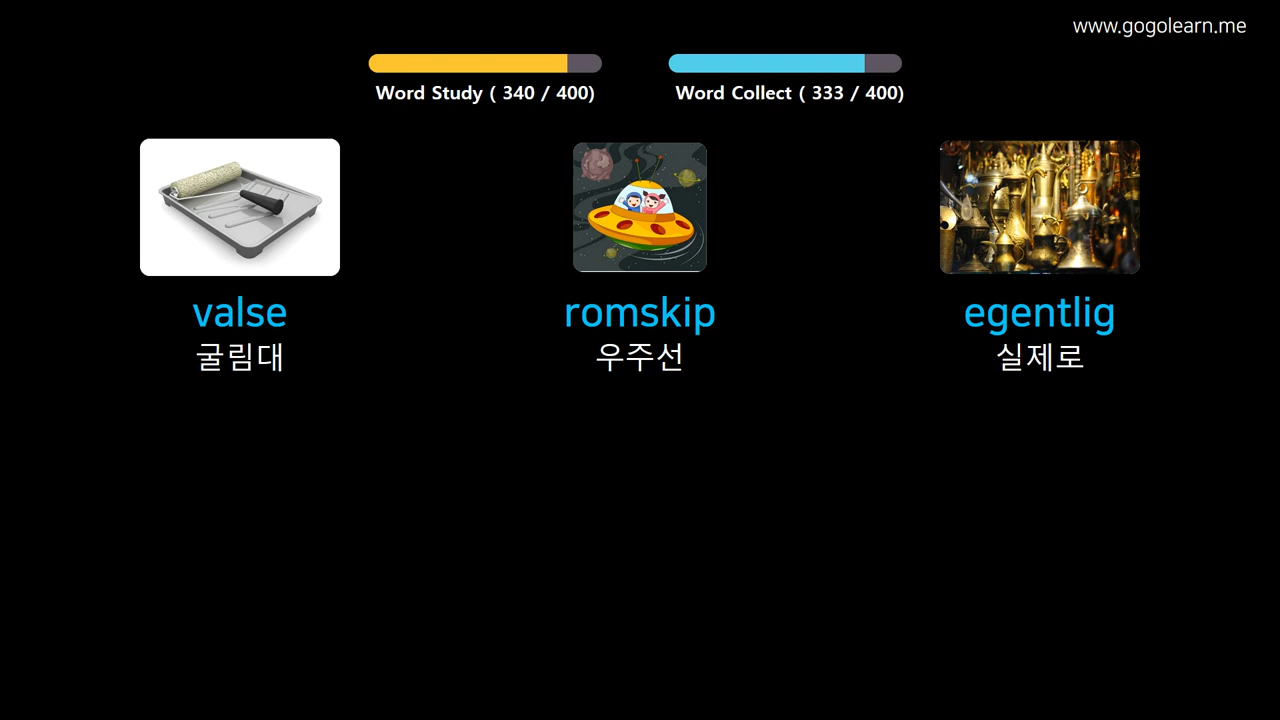 www.gogolearn.me
Word Study ( 340 / 400)
Word Collect ( 333 / 400)
valse
굴림대
romskip
우주선
egentlig
실제로